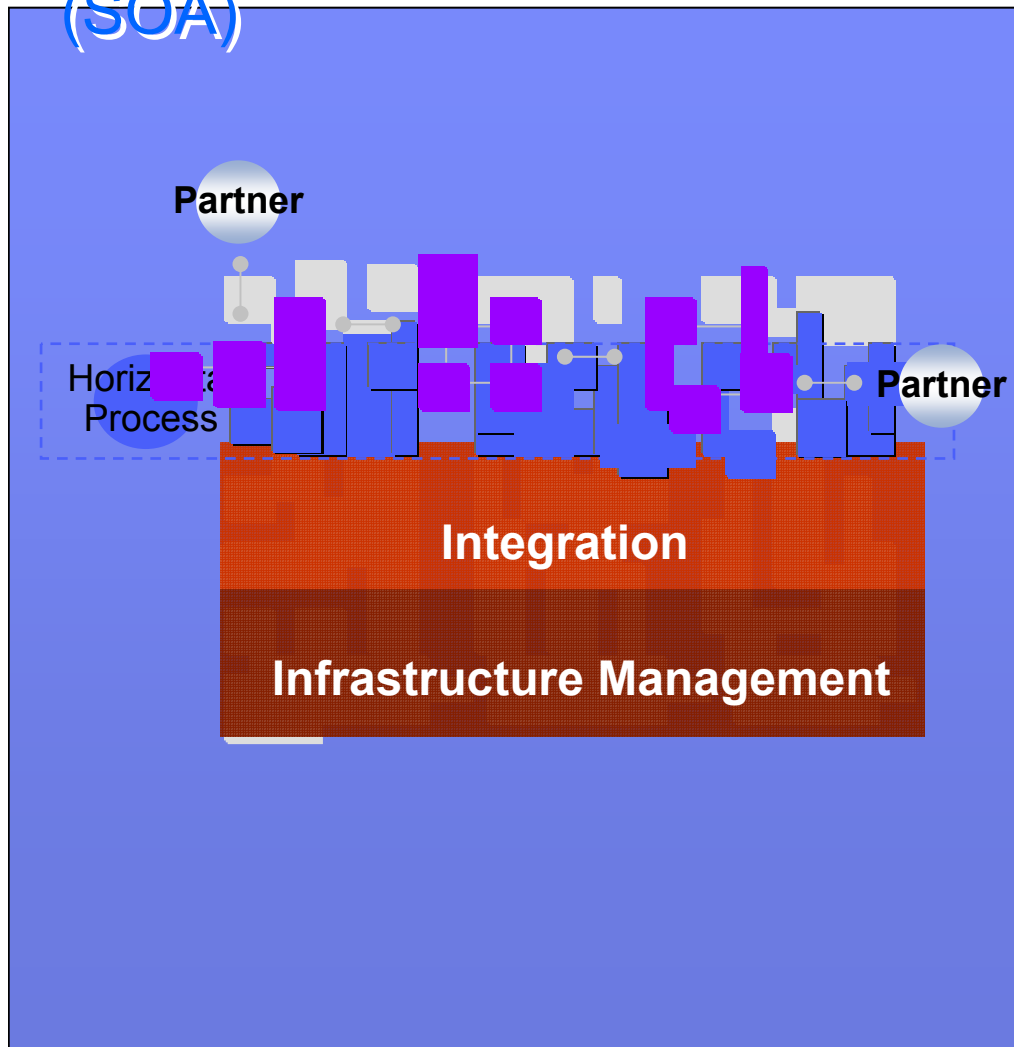 (SOA)
Partner
Process
Partner
Integration
Infrastructure Management